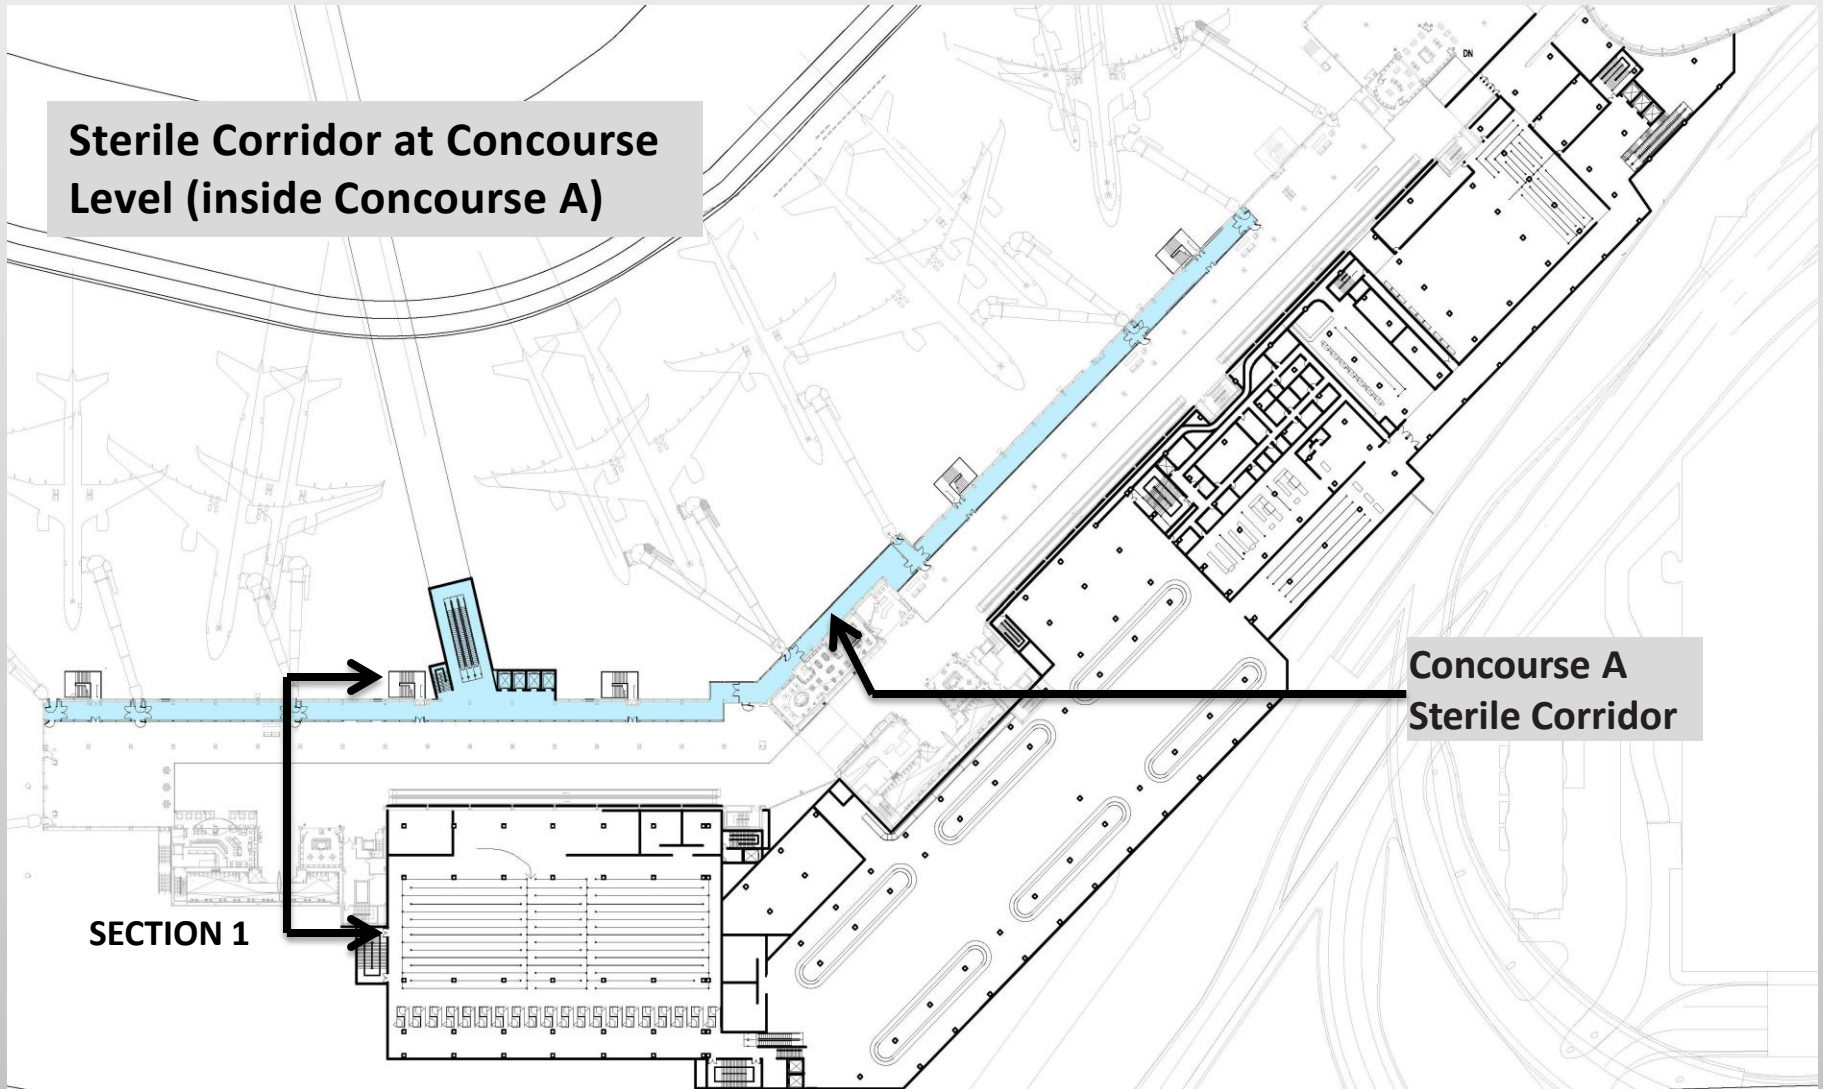 Sterile Corridor at Concourse
Level (inside Concourse A)
DN
Concourse A
Sterile Corridor
SECTION 1